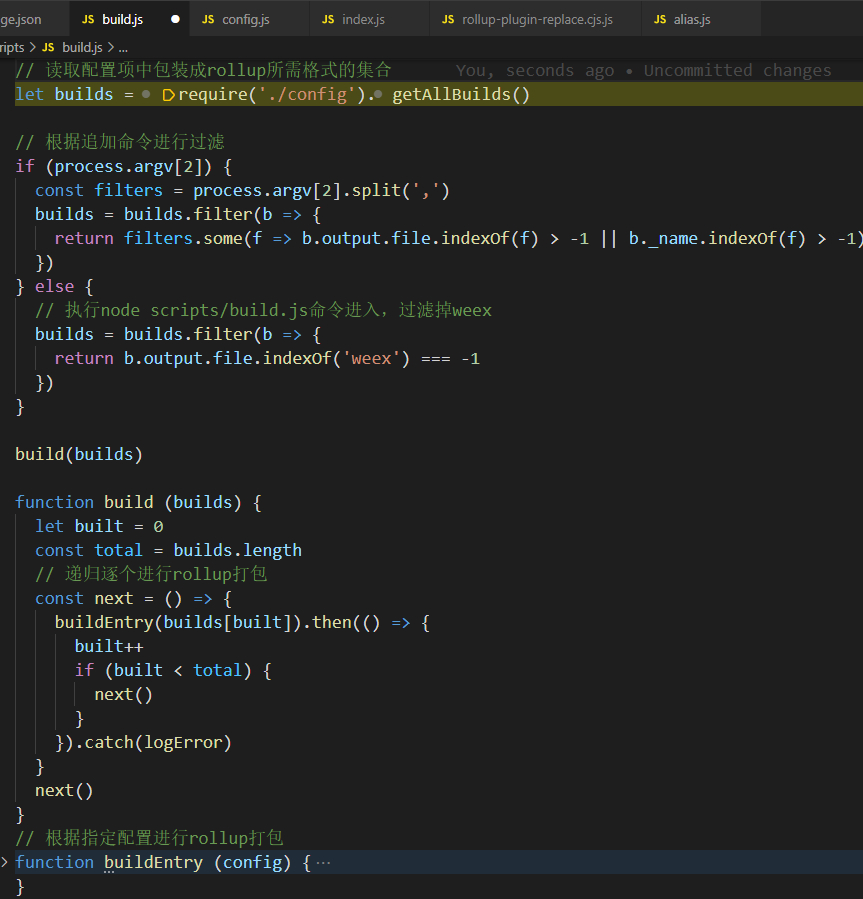 ge.json JS build.js JS config.js JS index.js JS rollup-plugin-replace.cjs.js JS alias.js
ripts > JS build.js > ...
// 读取配置项中包装成rollup所需格式的集合 You, seconds ago • Uncommitted changes
let builds = require('./config'). getAllBuilds()
// 根据追加命令进行过滤
if (process.argv[2]) {
const filters = process.argv[2].split(',')
builds = builds.filter(b => {
return filters.some(f => b.output.file.indexOf(f) > -1 || b._name.indexOf(f) > -1)
})
} else {
// 执行node scripts/build.js命令进入，过滤掉weex
builds = builds.filter(b => {
return b.output.file.indexOf('weex') === -1
})
}
build(builds)
function build (builds) {
let built = 0
const total = builds.length
// 递归逐个进行rollup打包
const next = () => {
buildEntry(builds[built]).then(() => {
built++
if (built < total) {
next()
}
}).catch(logError)
}
next()
}
// 根据指定配置进行rollup打包
function buildEntry (config) { ...
}